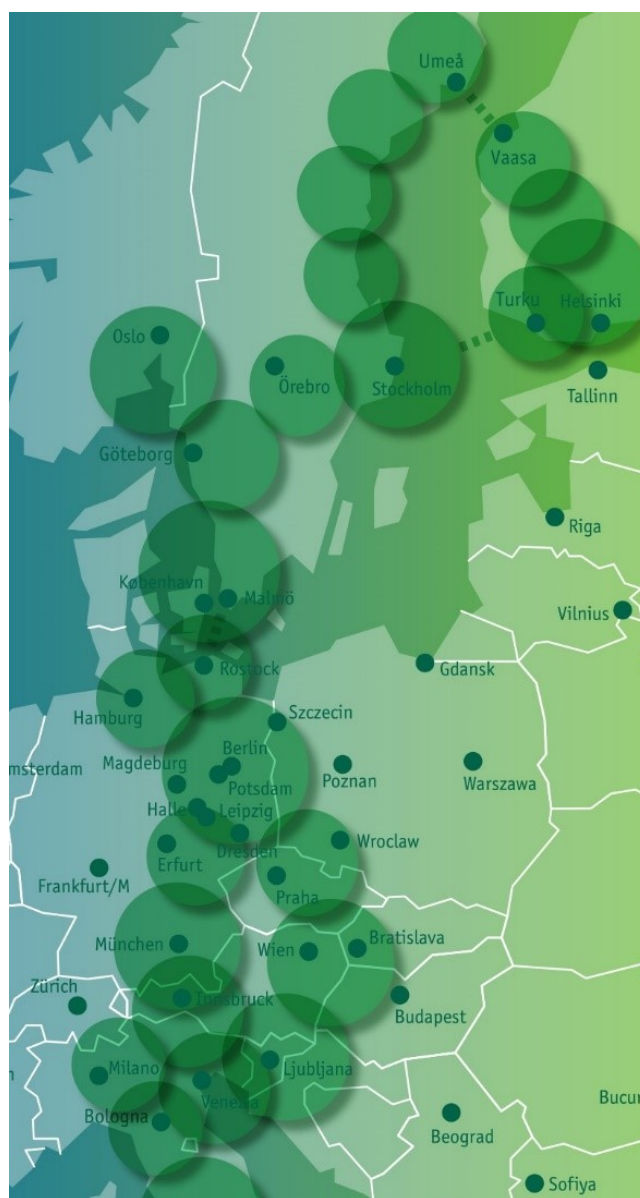 Umeå
Vaasa
Turku
Helsinki
Oslo
Örebro
Stockholm
Tallinn
Göteborg
Riga
København
Malmö
Vilnius
Rostock
Gdansk
Hamburg
Szczecin
Berlin
msterdam
Magdeburg
Potsdam
Poznan
Warszawa
Halle
Leipzig
Dresden
Wroclaw
Erfurt
Frankfurt/M
Praha
München
Wien
Bratislava
Zürich
Innsbruck
Budapest
Milano
Ljubljana
n
Venezia
Bucur
Bologna
Beograd
Sofiya